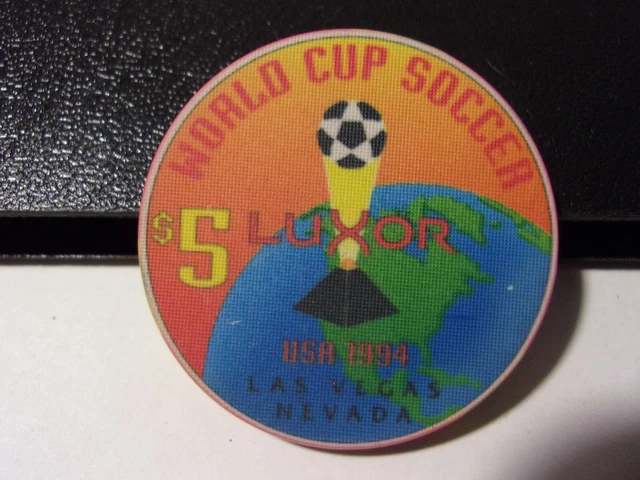 WORLD CUP SOCCER
$5
LUXOR
USA 1994
LAS VEGAS
NEVADA